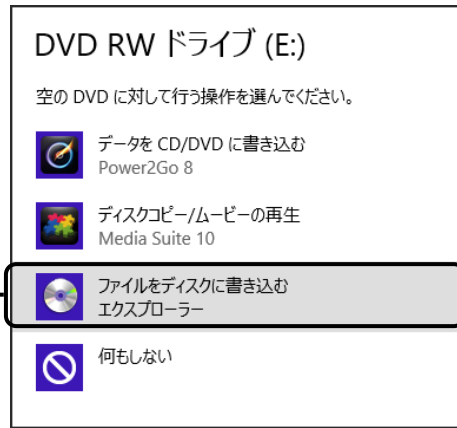 DVD RW ドライブ (E:)
空の DVD に対して行う操作を選んでください。
データを CD/DVD に書き込む
Power2Go 8
ディスクコピー/ムービーの再生
Media Suite 10
ファイルをディスクに書き込む
エクスプローラー
何もしない